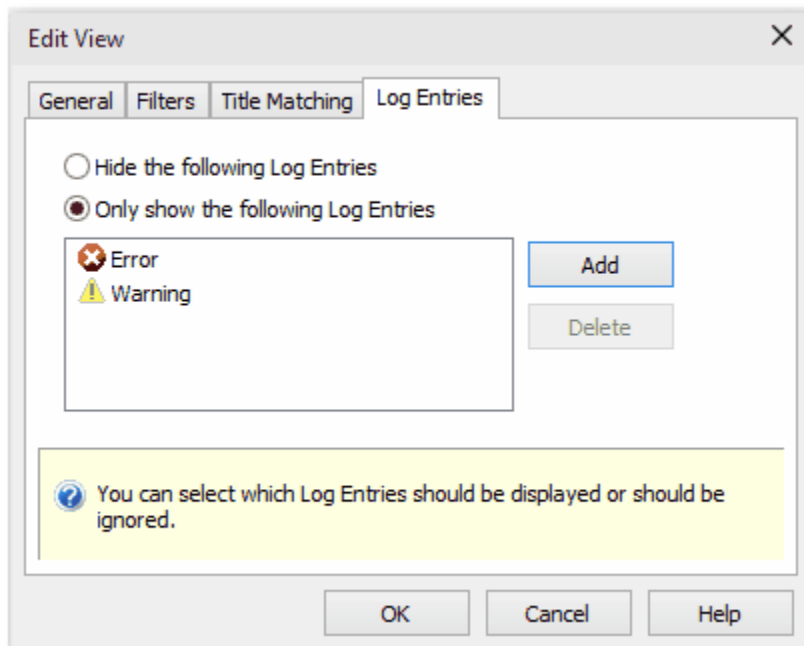 Edit View
General Filters Title Matching Log Entries
Hide the following Log Entries
Only show the following Log Entries
Error
Add
Warning
Delete
You can select which Log Entries should be displayed or should be
ignored.
OK Cancel Help